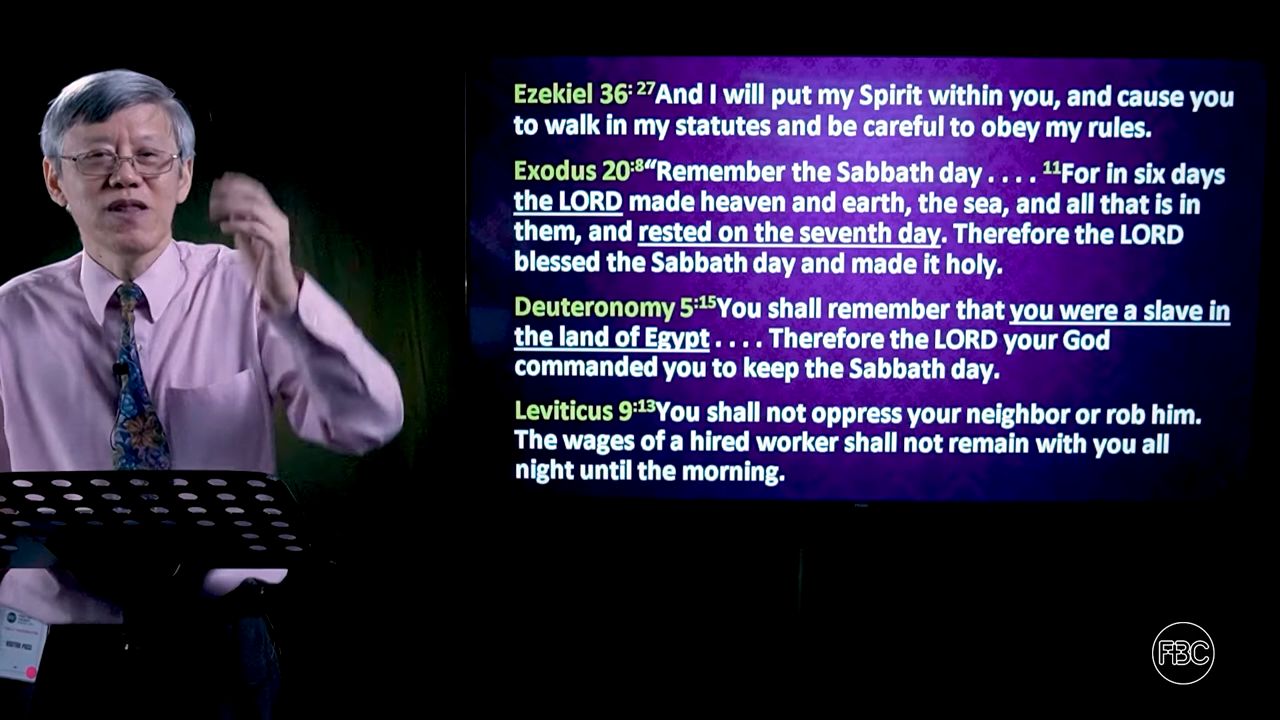 Ezekiel 36:27And I will put my Spirit within you, and cause you
to walk in my statutes and be careful to obey my rules.
Exodus 20:8“Remember the Sabbath day . . . . 11For in six days
the LORD made heaven and earth, the sea, and all that is in
them, and rested on the seventh day. Therefore the LORD
blessed the Sabbath day and made it holy.
Deuteronomy 5:15You shall remember that you were a slave in
the land of Egypt . . . . Therefore the LORD your God
commanded you to keep the Sabbath day.
Leviticus 9:13You shall not oppress your neighbor or rob him.
The wages of a hired worker shall not remain with you all
night until the morning.
VISITOR PASS
FBC